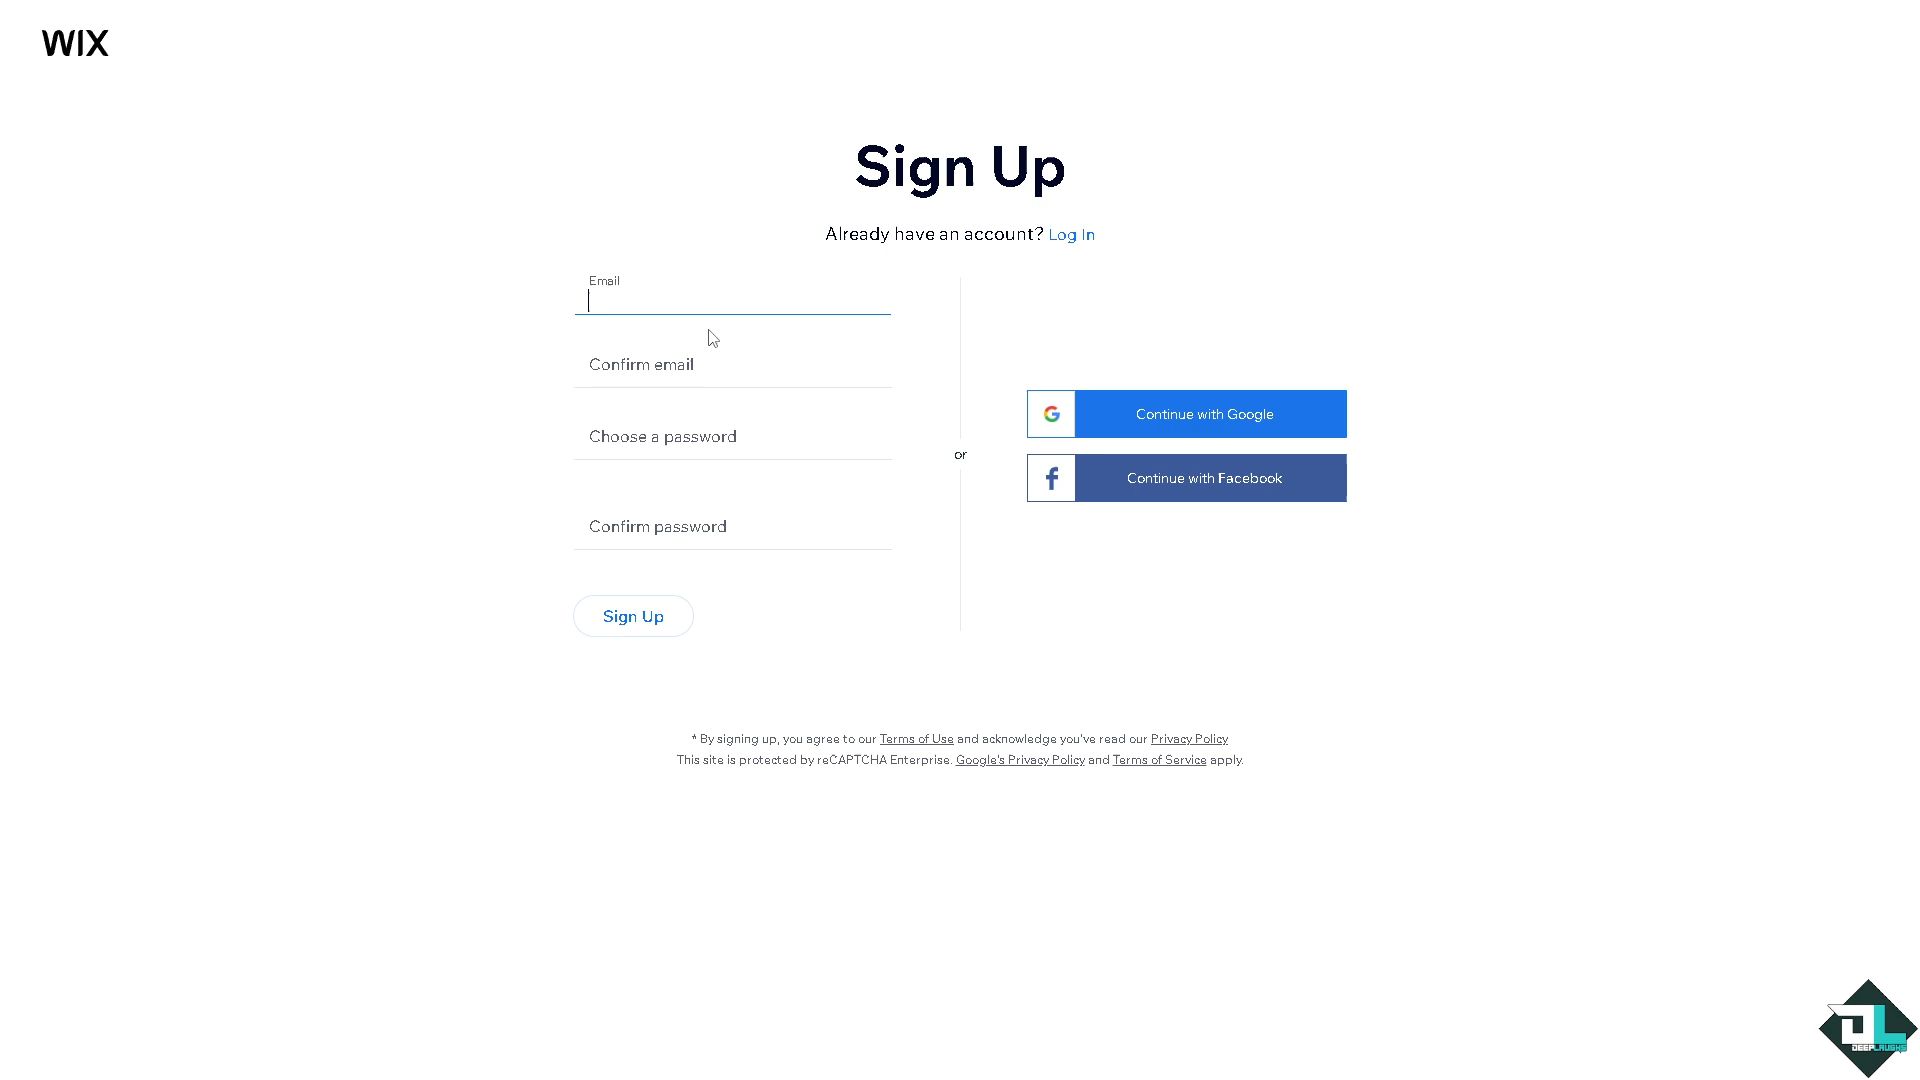 WIX
Sign Up
Already have an account? Log In
Email
Confirm email
Choose a password
Confirm password
Sign Up
or
Continue with Google
Continue with Facebook
* By signing up, you agree to our Terms of Use and acknowledge you've read our Privacy Policy
This site is protected by reCAPTCHA Enterprise. Google's Privacy Policy and Terms of Service apply.
DL
DEEPLAUGHS